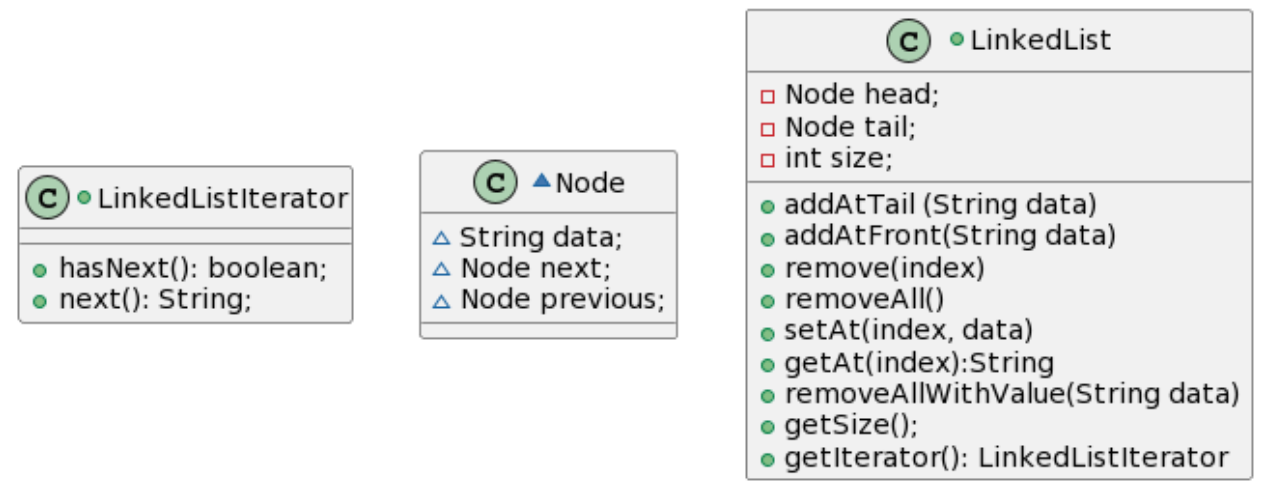 C LinkedListIterator
hasNext(): boolean;
next(): String;
C Node
String data;
Node next;
Node previous;
C LinkedList
Node head;
Node tail;
int size;
addAtTail (String data)
addAtFront(String data)
remove(index)
removeAll()
setAt(index, data)
getAt(index):String
removeAllWithValue(String data)
getSize();
getIterator(): LinkedListIterator